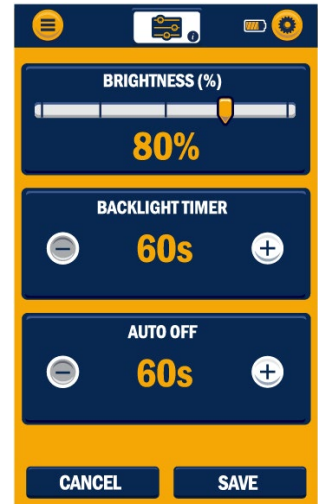 BRIGHTNESS (%)
80%
BACKLIGHT TIMER
60s
AUTO OFF
60s
CANCEL SAVE